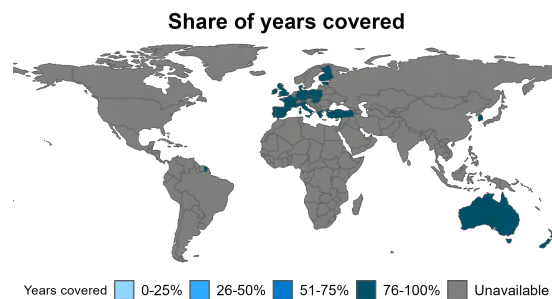 Share of years covered
Years covered 0-25% 26-50% 51-75% 76-100% Unavailable